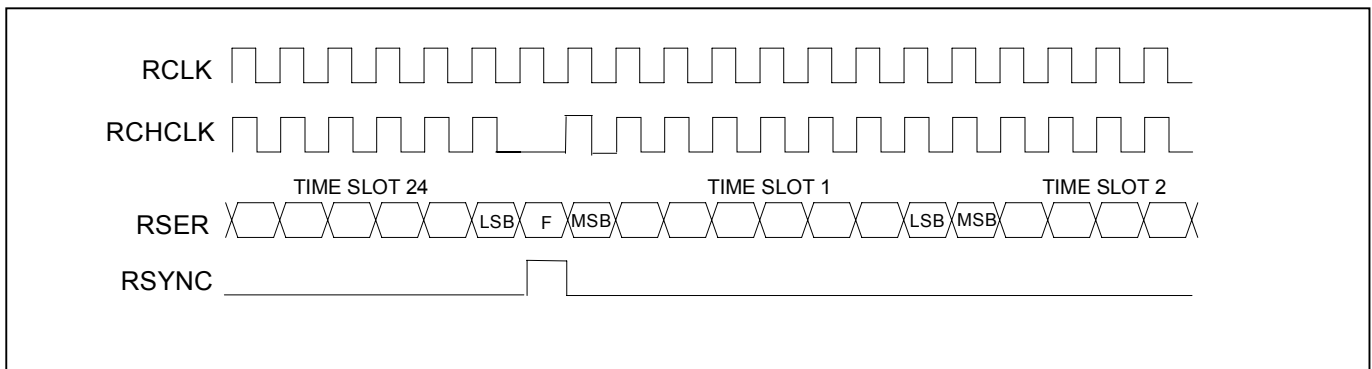 RCLK
RCHCLK
TIME SLOT 24 TIME SLOT 1 TIME SLOT 2
RSER LSB F MSB LSB MSB
RSYNC